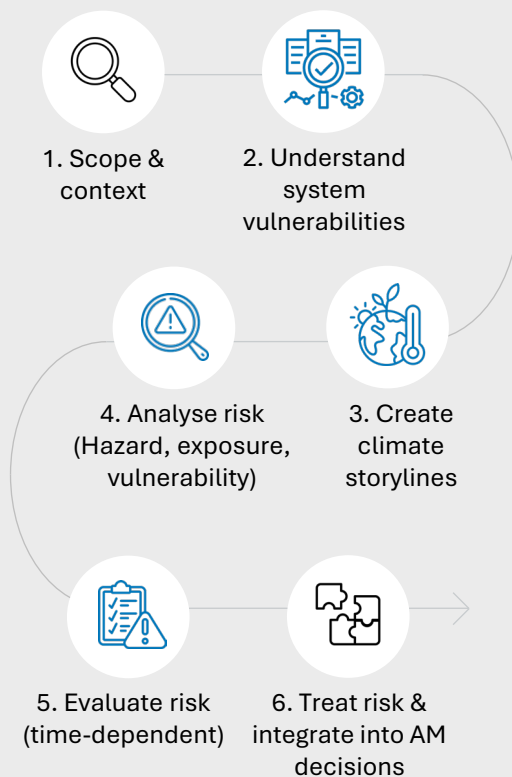 1. Scope &
context
2. Understand
system
vulnerabilities
3. Create
climate
storylines
4. Analyse risk
(Hazard, exposure,
vulnerability)
5. Evaluate risk
(time-dependent)
6. Treat risk &
integrate into AM
decisions